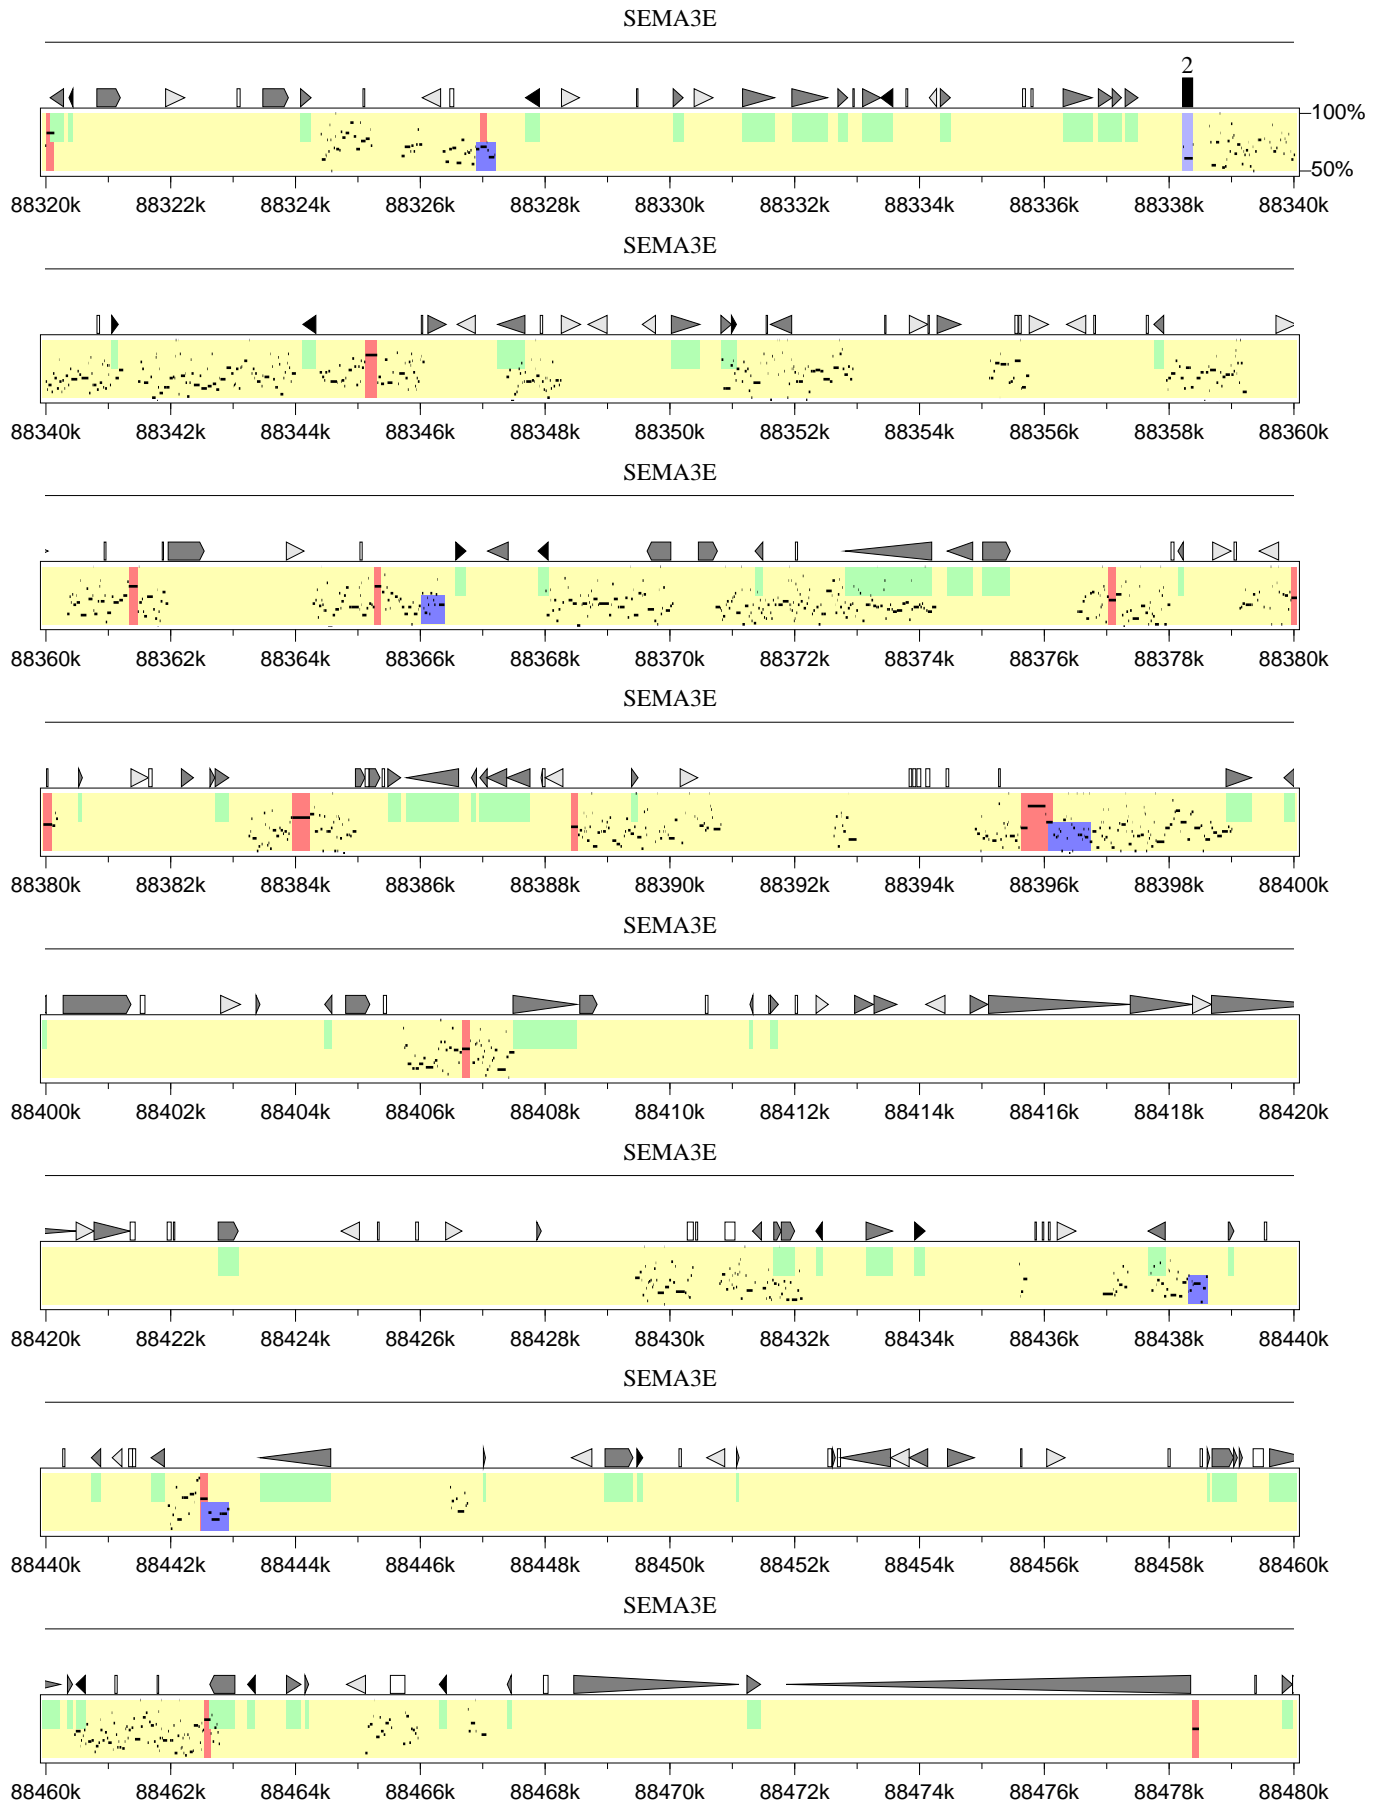 SEMA3E
2
100%
50%
88320k 88322k 88324k 88326k 88328k 88330k 88332k 88334k 88336k 88338k 88340k
SEMA3E
88340k 88342k 88344k 88346k 88348k 88350k 88352k 88354k 88356k 88358k 88360k
SEMA3E
88360k 88362k 88364k 88366k 88368k 88370k 88372k 88374k 88376k 88378k 88380k
SEMA3E
88380k 88382k 88384k 88386k 88388k 88390k 88392k 88394k 88396k 88398k 88400k
SEMA3E
88400k 88402k 88404k 88406k 88408k 88410k 88412k 88414k 88416k 88418k 88420k
SEMA3E
88420k 88422k 88424k 88426k 88428k 88430k 88432k 88434k 88436k 88438k 88440k
SEMA3E
88440k 88442k 88444k 88446k 88448k 88450k 88452k 88454k 88456k 88458k 88460k
SEMA3E
88460k 88462k 88464k 88466k 88468k 88470k 88472k 88474k 88476k 88478k 88480k